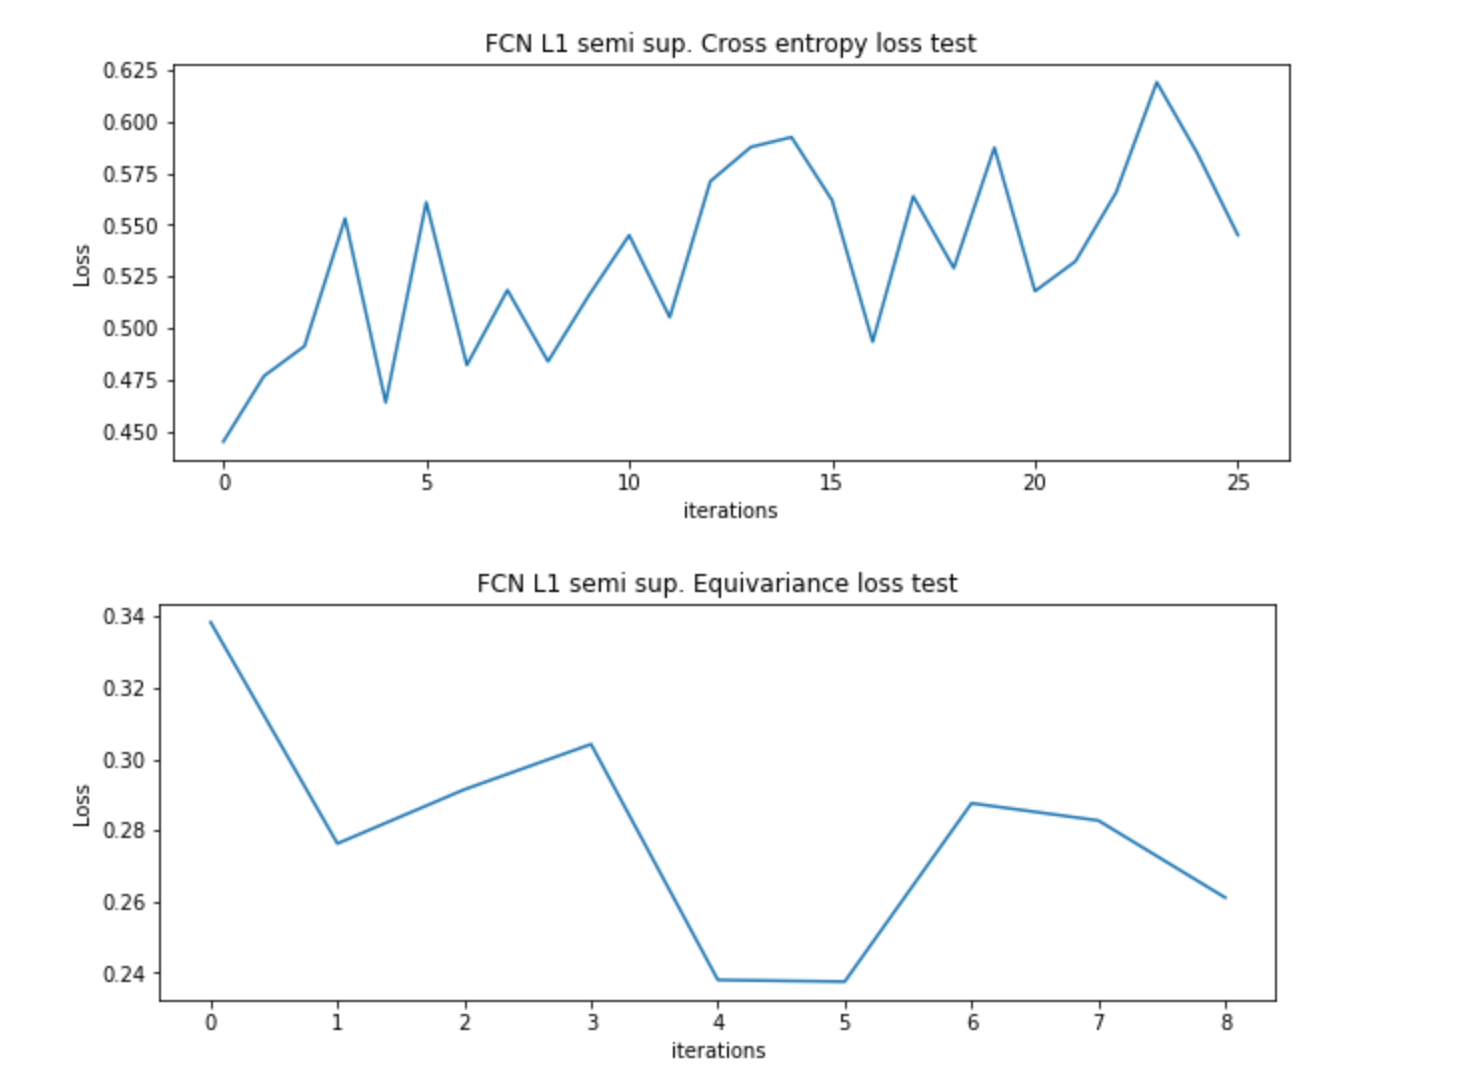 FCN L1 semi sup. Cross entropy loss test
0.625
0.600
0.575
0.550
0.525
0.500
0.475
0.450
Loss
0 5 10 15 20 25
iterations
FCN L1 semi sup. Equivariance loss test
0.34
0.32
0.30
0.28
0.26
0.24
Loss
0 1 2 3 4 5 6 7 8
iterations